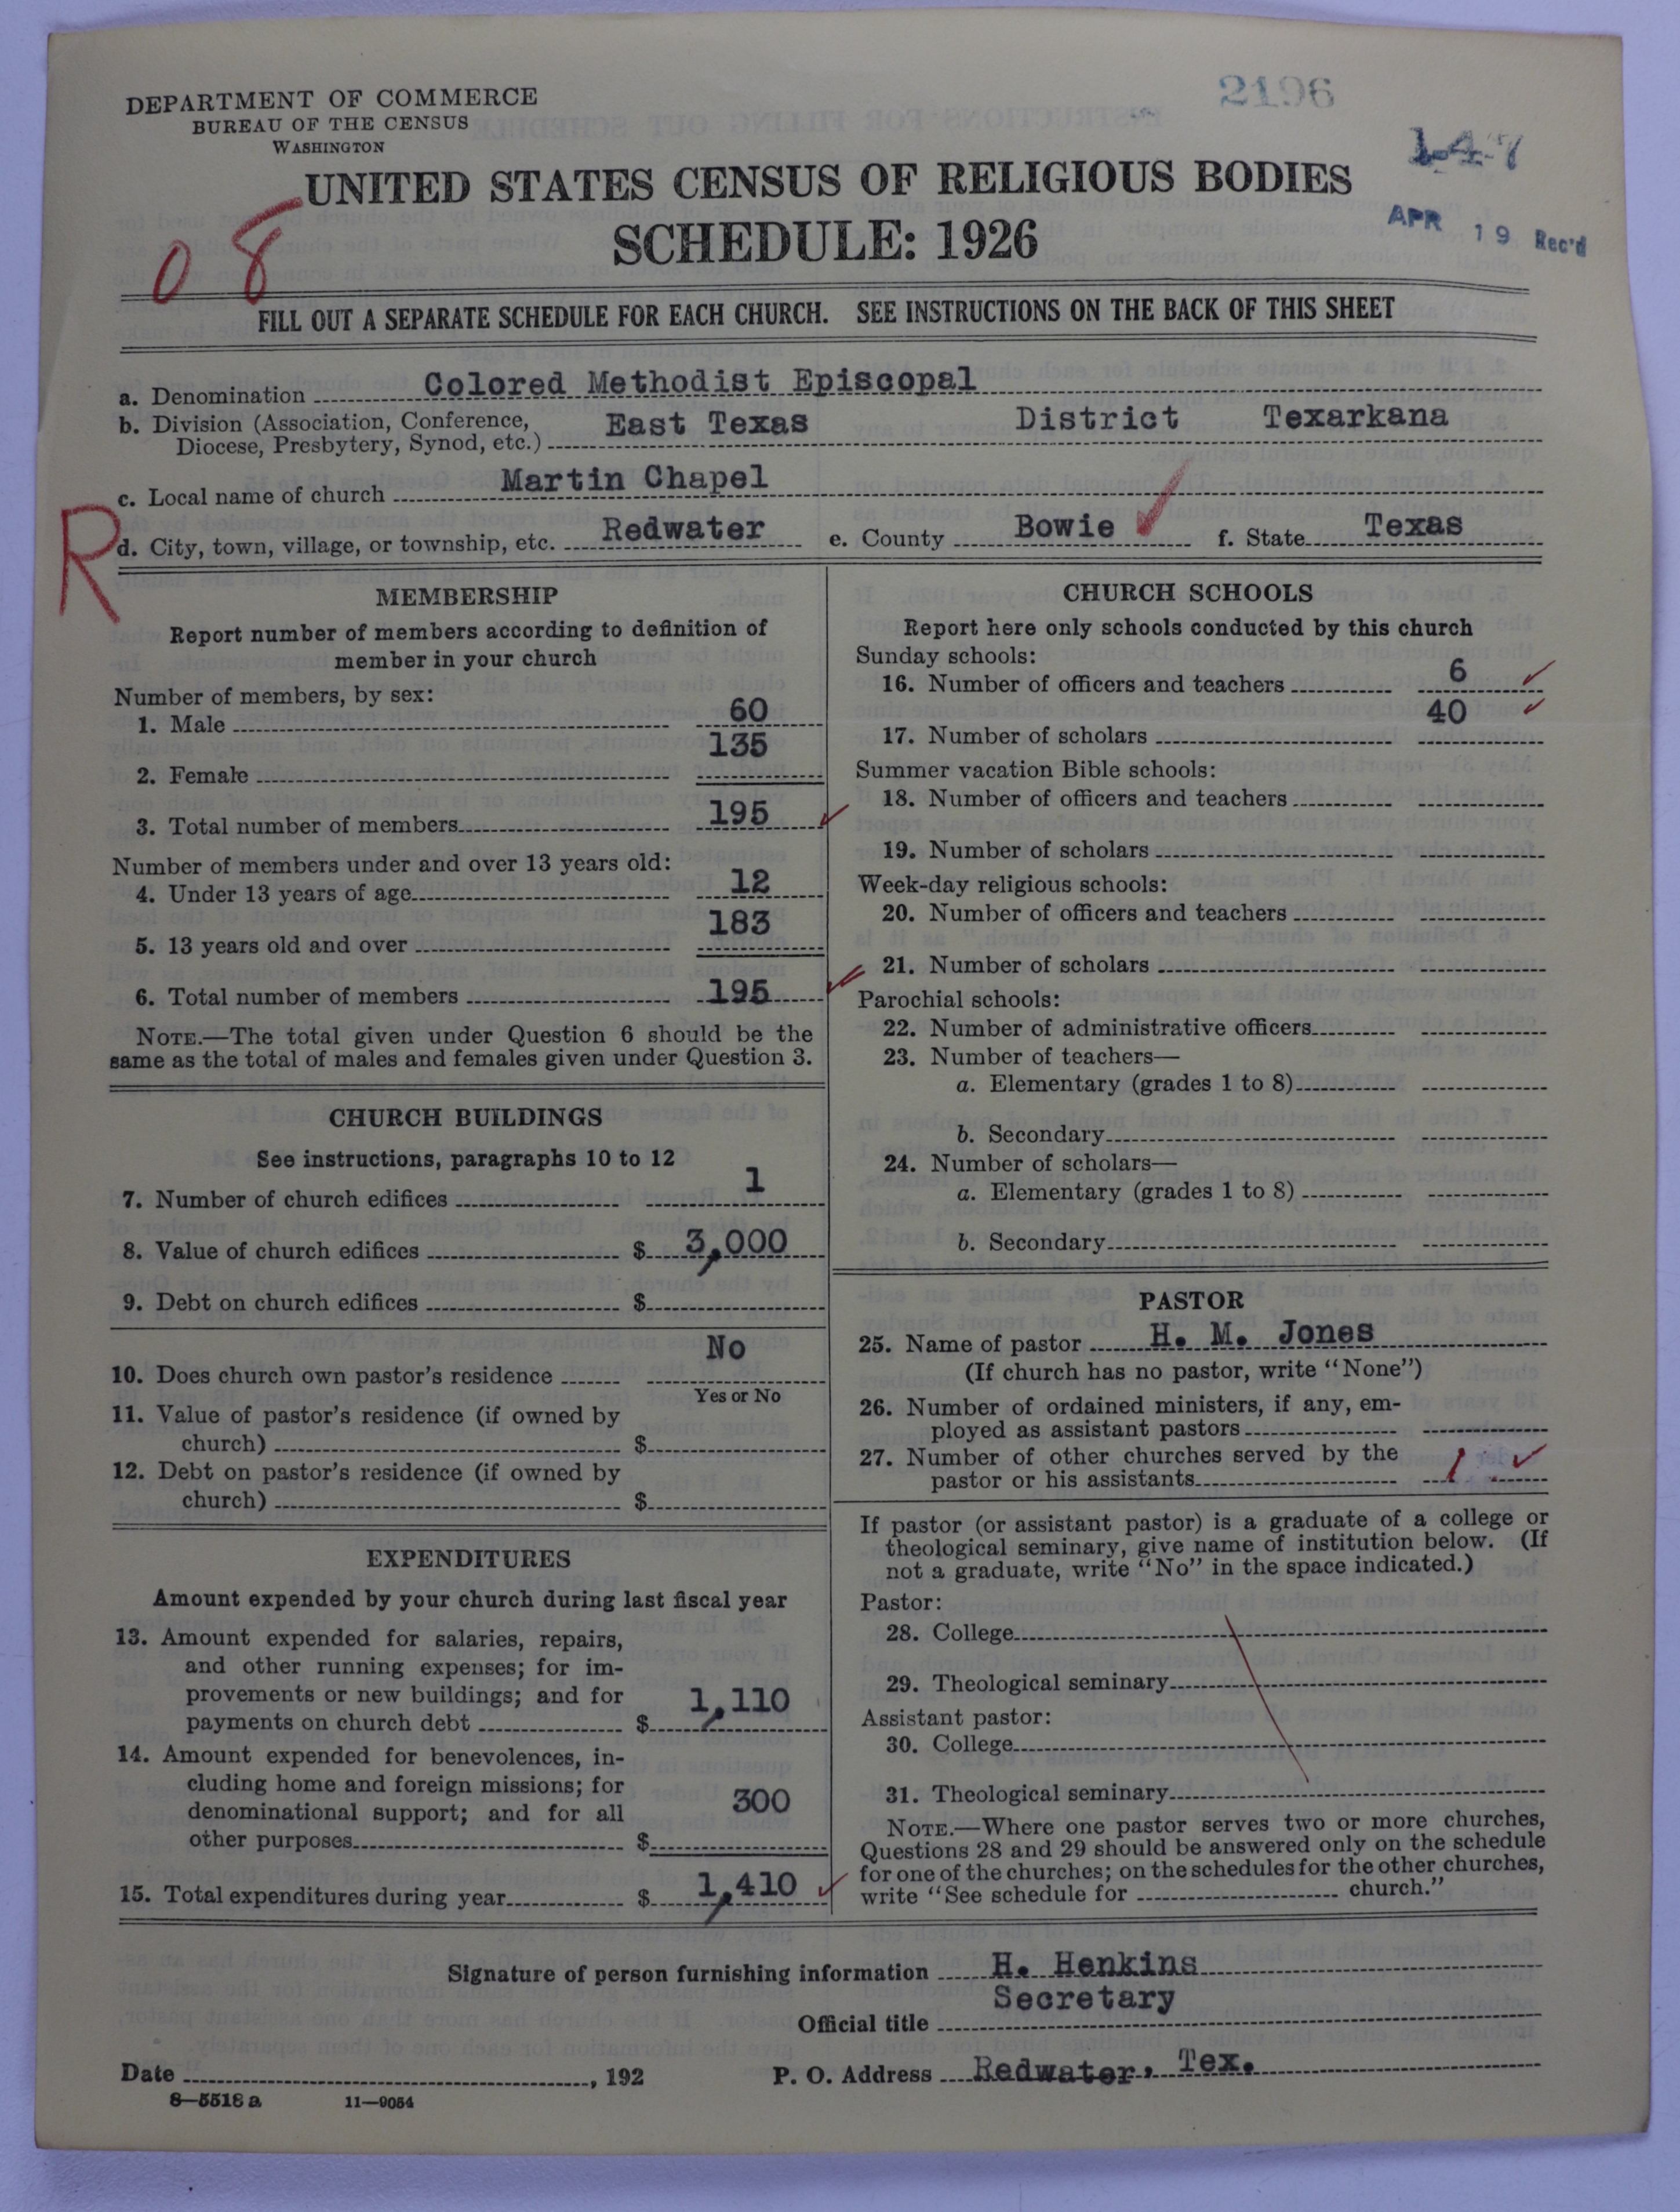 2196
DEPARTMENT OF COMMERCE
BUREAU OF THE CENSUS
WASHINGTON
147
UNITED STATES CENSUS OF RELIGIOUS BODIES
SCHEDULE: 1926
APR 19 Rec'd
08
FILL OUT A SEPARATE SCHEDULE FOR EACH CHURCH. SEE INSTRUCTIONS ON THE BACK OF THIS SHEET
a. Denomination Colored Methodist Episcopal
b. Division (Association, Conference, Diocese, Presbytery, Synod, etc.) East Texas District Texarkana
c. Local name of church Martin Chapel
R
d. City, town, village, or township, etc. Redwater e. County Bowie f. State Texas
MEMBERSHIP
Report number of members according to definition of
member in your church
Number of members, by sex:
1. Male 60
2. Female 135
3. Total number of members 195
Number of members under and over 13 years old:
4. Under 13 years of age 12
5. 13 years old and over 183
6. Total number of members 195
NOTE.—The total given under Question 6 should be the
same as the total of males and females given under Question 3.
CHURCH BUILDINGS
See instructions, paragraphs 10 to 12
7. Number of church edifices 1
8. Value of church edifices $ 3,000
9. Debt on church edifices $
10. Does church own pastor's residence No
Yes or No
11. Value of pastor's residence (if owned by
church) $
12. Debt on pastor's residence (if owned by
church) $
EXPENDITURES
Amount expended by your church during last fiscal year
13. Amount expended for salaries, repairs,
and other running expenses; for im-
provements or new buildings; and for
payments on church debt $ 1,110
14. Amount expended for benevolences, in-
cluding home and foreign missions; for
denominational support; and for all
other purposes $ 300
15. Total expenditures during year $ 1,410
CHURCH SCHOOLS
Report here only schools conducted by this church
Sunday schools:
16. Number of officers and teachers 6
17. Number of scholars 40
Summer vacation Bible schools:
18. Number of officers and teachers
19. Number of scholars
Week-day religious schools:
20. Number of officers and teachers
21. Number of scholars
Parochial schools:
22. Number of administrative officers
23. Number of teachers—
a. Elementary (grades 1 to 8)
b. Secondary
24. Number of scholars—
a. Elementary (grades 1 to 8)
b. Secondary
PASTOR
25. Name of pastor H. M. Jones
(If church has no pastor, write "None")
26. Number of ordained ministers, if any, em-
ployed as assistant pastors
27. Number of other churches served by the
pastor or his assistants 1
If pastor (or assistant pastor) is a graduate of a college or
theological seminary, give name of institution below. (If
not a graduate, write "No" in the space indicated.)
Pastor:
28. College
29. Theological seminary
Assistant pastor:
30. College
31. Theological seminary
NOTE.—Where one pastor serves two or more churches,
Questions 28 and 29 should be answered only on the schedule
for one of the churches; on the schedules for the other churches,
write "See schedule for church."
Signature of person furnishing information H. Henkins
Official title Secretary
Date , 192 P. O. Address Redwater, Tex.
8—5518 a 11—9054